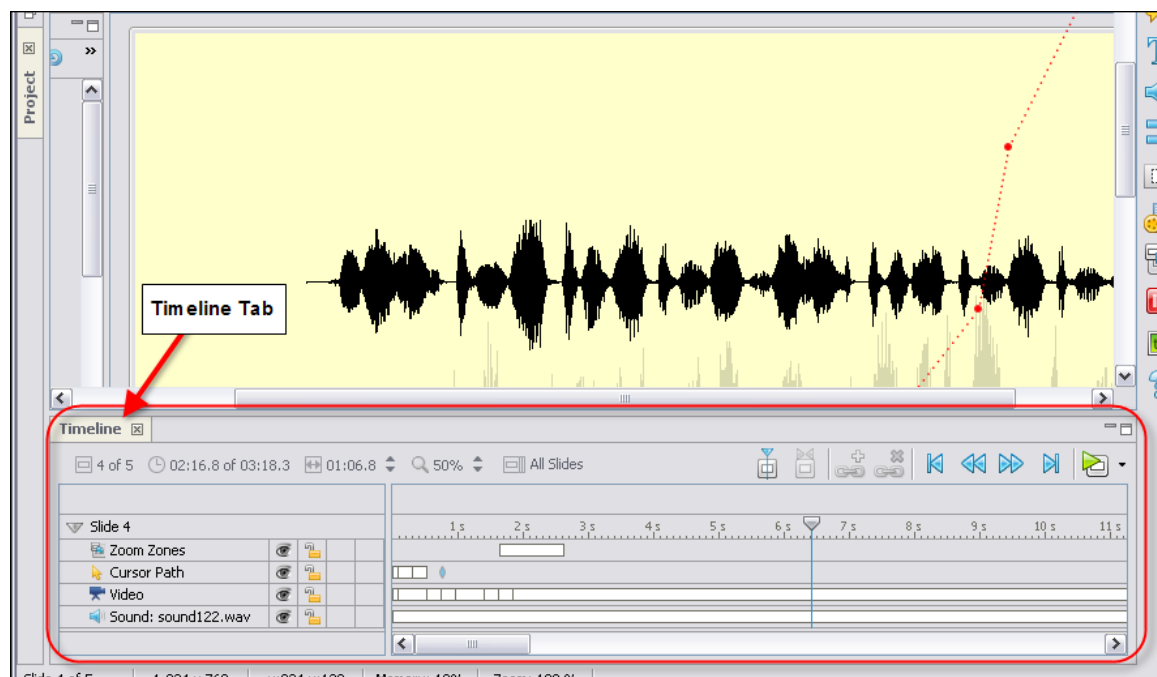 Project
»
Timeline Tab
Timeline
4 of 5 02:16.8 of 03:18.3 01:06.8 50% All Slides
Slide 4
1 s 2 s 3 s 4 s 5 s 6 s 7 s 8 s 9 s 10 s 11 s
Zoom Zones
Cursor Path
Video
Sound: sound122.wav